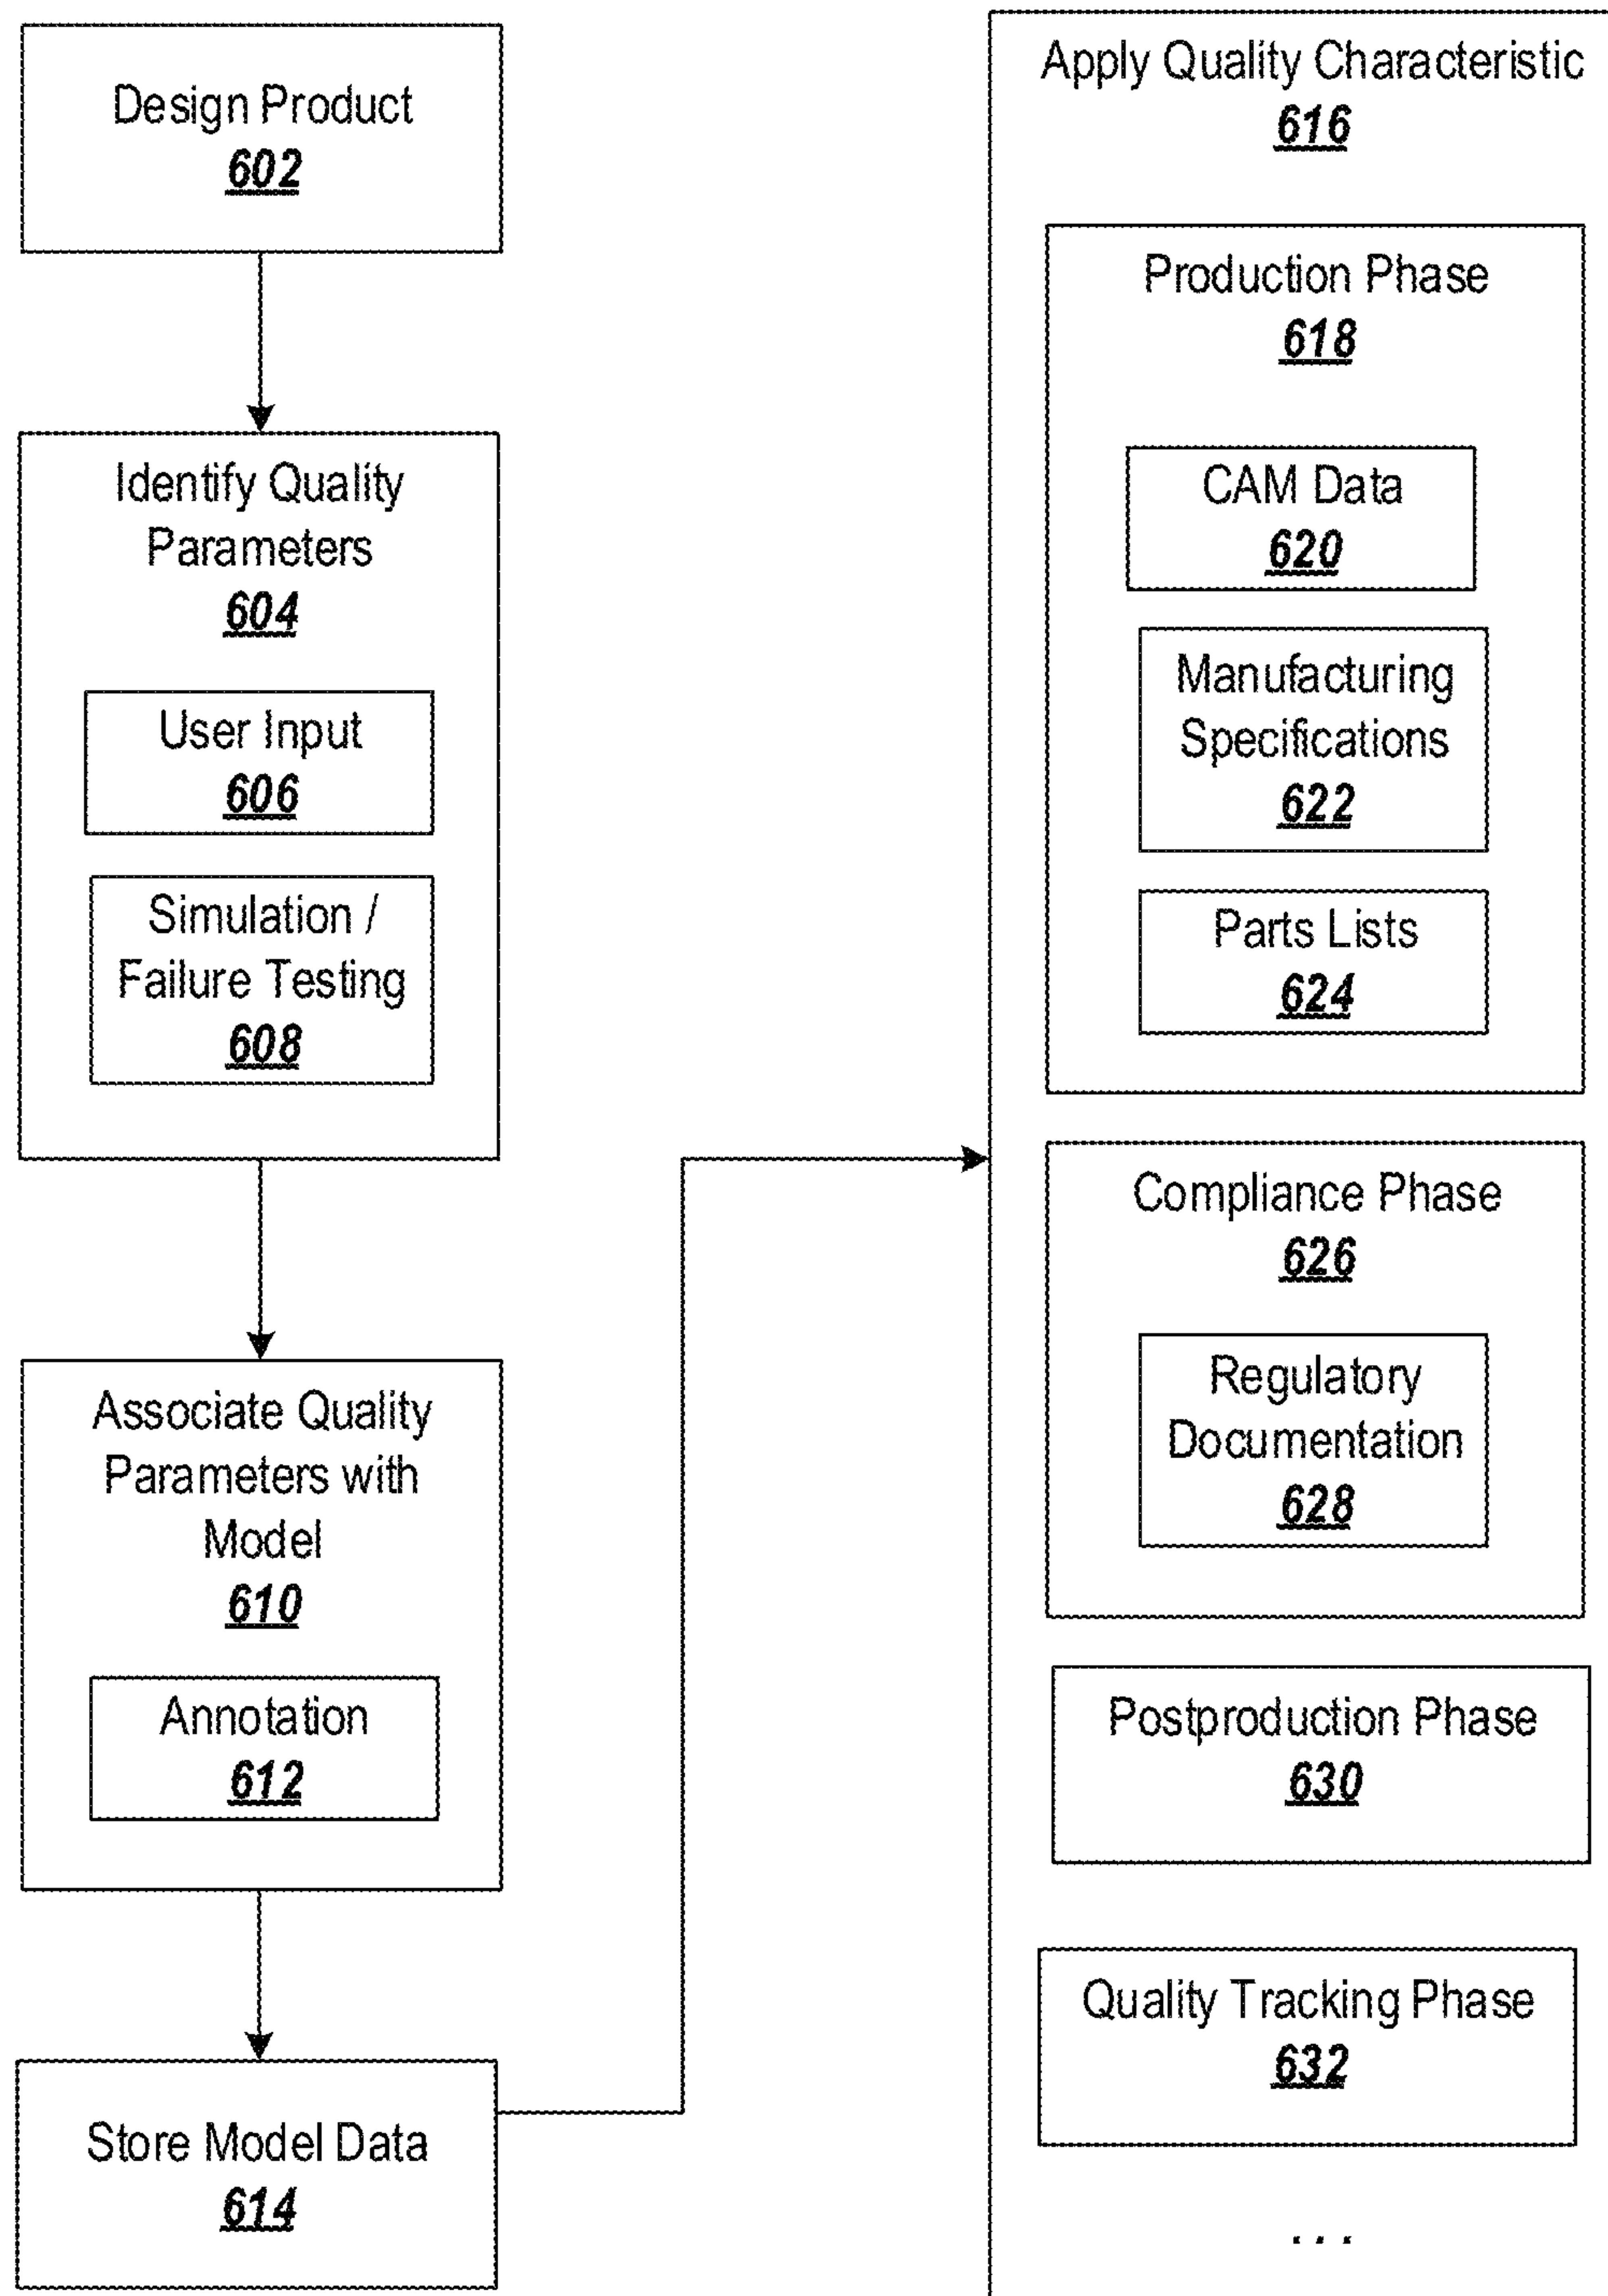 Design Product
602
Identify Quality
Parameters
604
User Input
606
Simulation /
Failure Testing
608
Associate Quality
Parameters with
Model
610
Annotation
612
Store Model Data
614
Apply Quality Characteristic
616
Production Phase
618
CAM Data
620
Manufacturing
Specifications
622
Parts Lists
624
Compliance Phase
626
Regulatory
Documentation
628
Postproduction Phase
630
Quality Tracking Phase
632
...